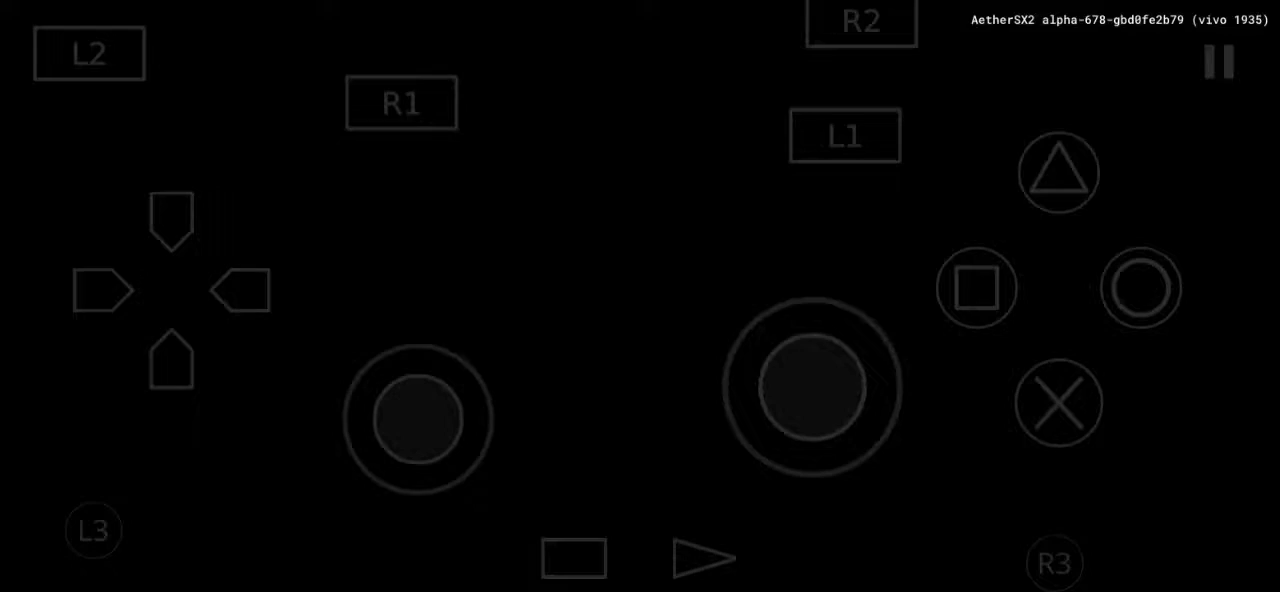 AetherSX2 alpha-678-gbd0fe2b79 (vivo 1935)
L2
R2
R1
L1
L3
R3